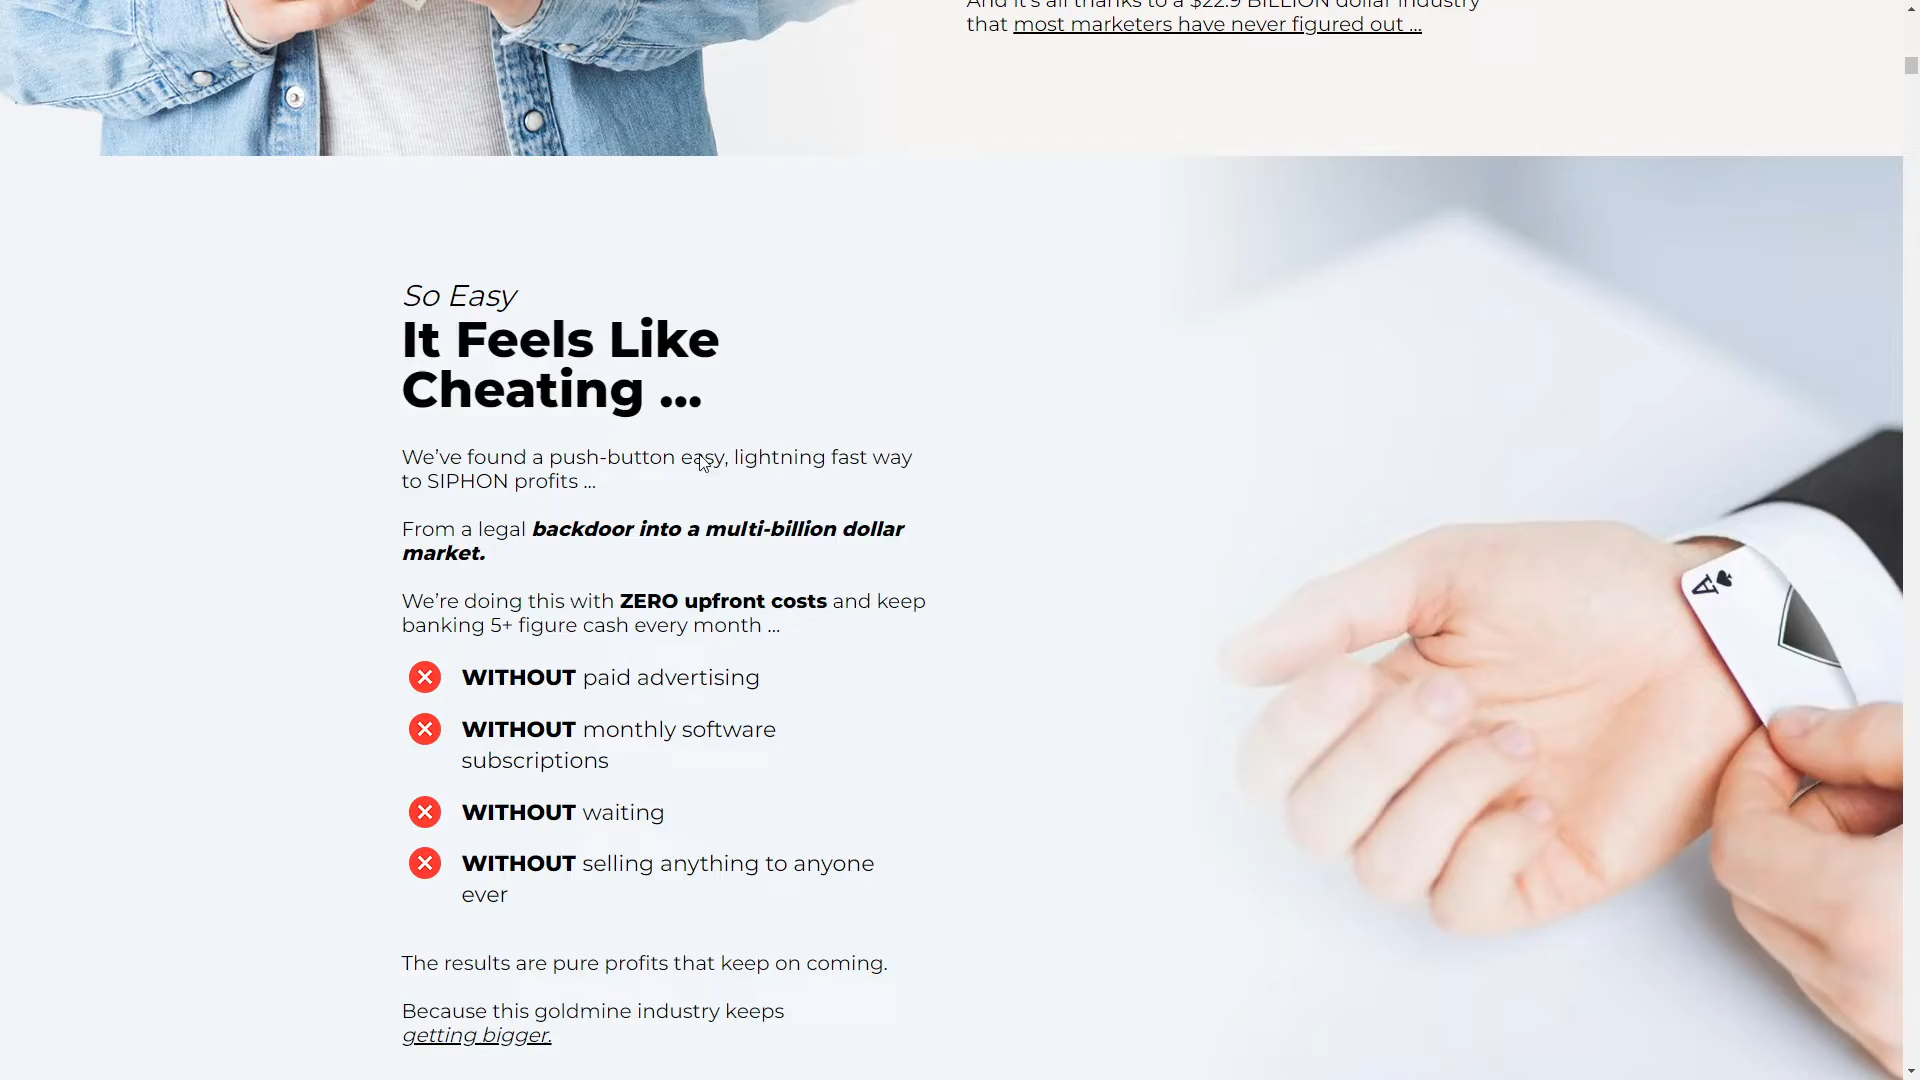 And it's all thanks to a $22.9 BILLION dollar industry
that most marketers have never figured out ...
So Easy
It Feels Like
Cheating ...
We've found a push-button easy, lightning fast way
to SIPHON profits ...
From a legal backdoor into a multi-billion dollar
market.
We're doing this with ZERO upfront costs and keep
banking 5+ figure cash every month ...
WITHOUT paid advertising
WITHOUT monthly software
subscriptions
WITHOUT waiting
WITHOUT selling anything to anyone
ever
The results are pure profits that keep on coming.
Because this goldmine industry keeps
getting bigger.
A